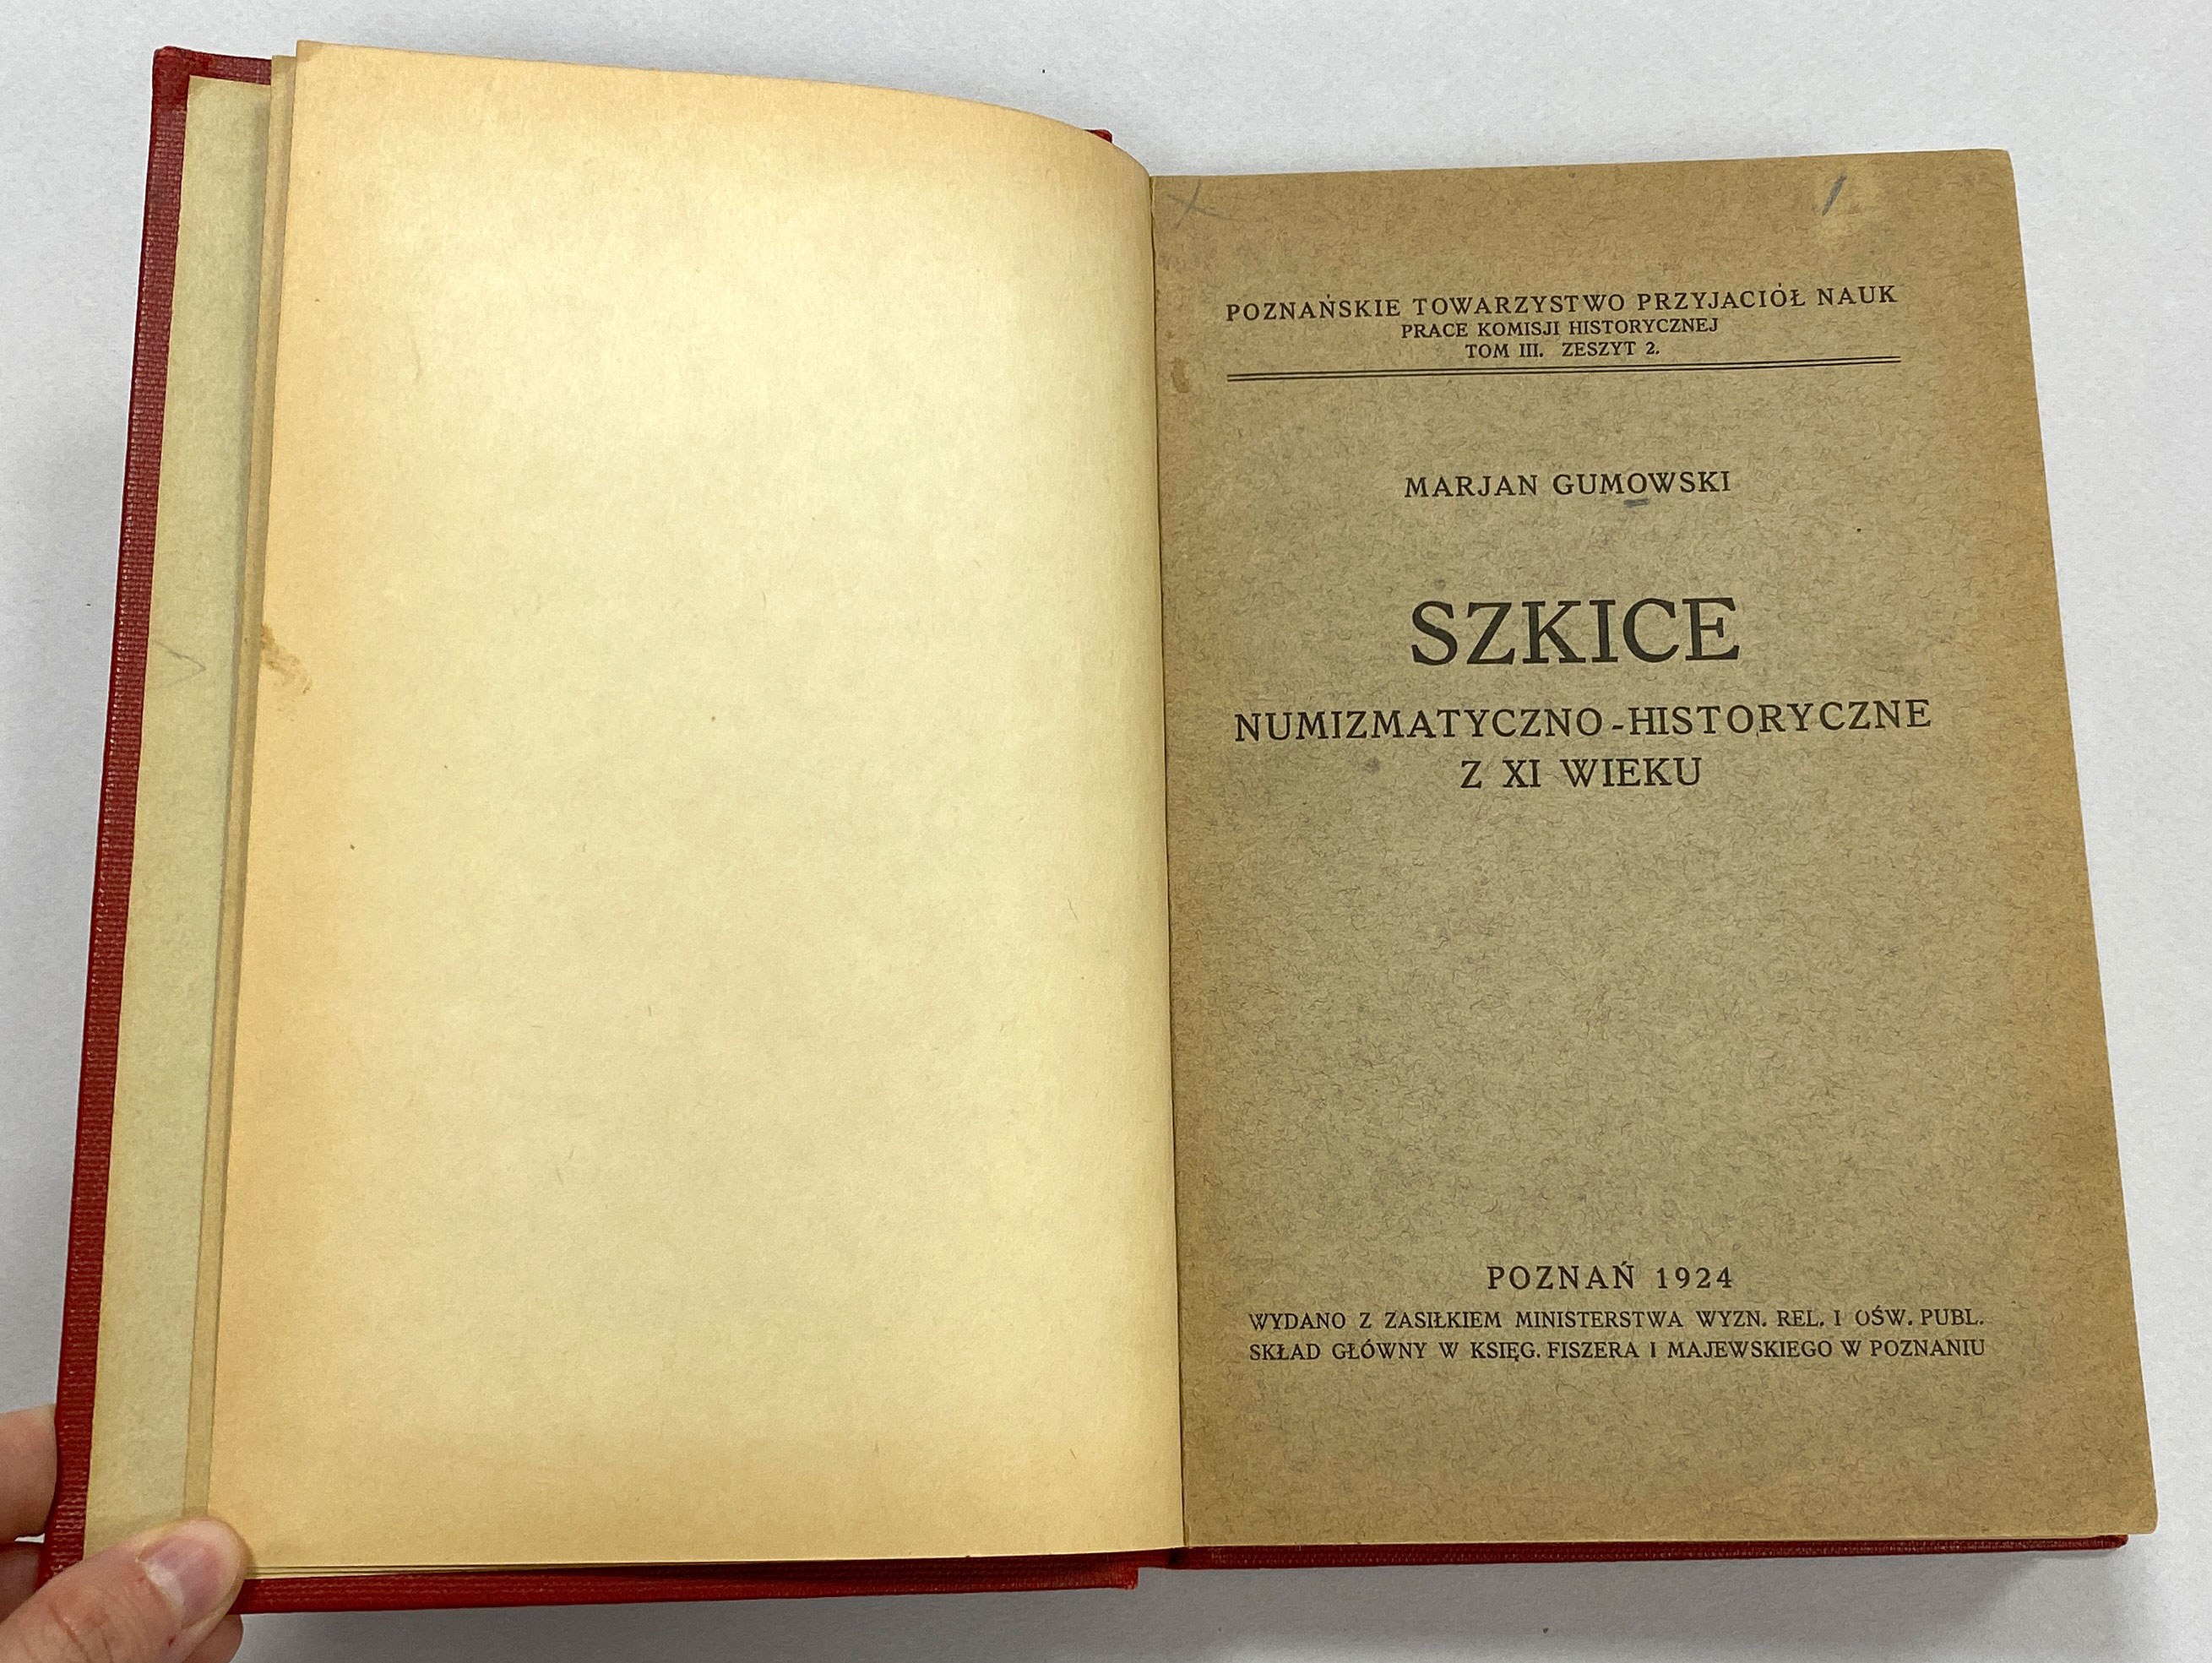 POZNAŃSKIE TOWARZYSTWO PRZYJACIÓŁ NAUK
PRACE KOMISJI HISTORYCZNEJ
TOM III. ZESZYT 2.
MARJAN GUMOWSKI
SZKICE
NUMIZMATYCZNO-HISTORYCZNE
Z XI WIEKU
POZNAŃ 1924
WYDANO Z ZASIŁKIEM MINISTERSTWA WYZN. REL. I OŚW. PUBL.
SKŁAD GŁÓWNY W KSIĘG. FISZERA I MAJEWSKIEGO W POZNANIU